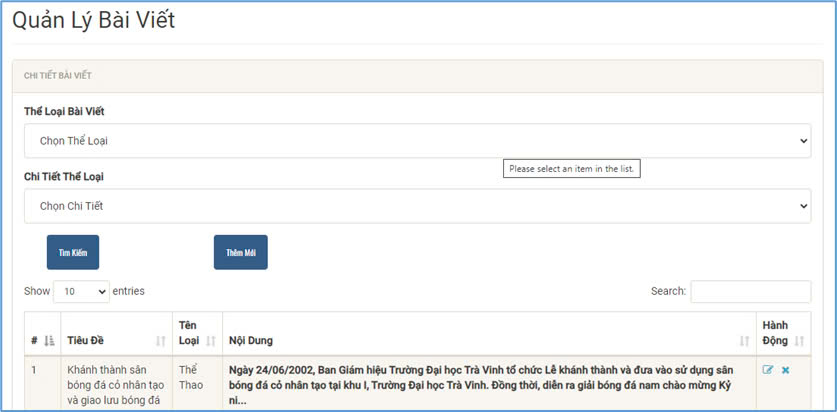 Quản Lý Bài Viết
CHI TIẾT BÀI VIẾT
Thể Loại Bài Viết
Chọn Thể Loại
Please select an item in the list.
Chi Tiết Thể Loại
Chọn Chi Tiết
Tìm Kiếm Thêm Mới
Show 10 entries Search:
# Tiêu Đề Tên Loại Nội Dung Hành Động
1 Khánh thành sân Thể Ngày 24/06/2002, Ban Giám hiệu Trường Đại học Trà Vinh tổ chức Lễ khánh thành và đưa vào sử dụng sân
bóng đá cỏ nhân tạo Thao bóng đá cỏ nhân tạo tại khu I, Trường Đại học Trà Vinh. Đồng thời, diễn ra giải bóng đá nam chào mừng Kỷ
và giao lưu bóng đá ni...